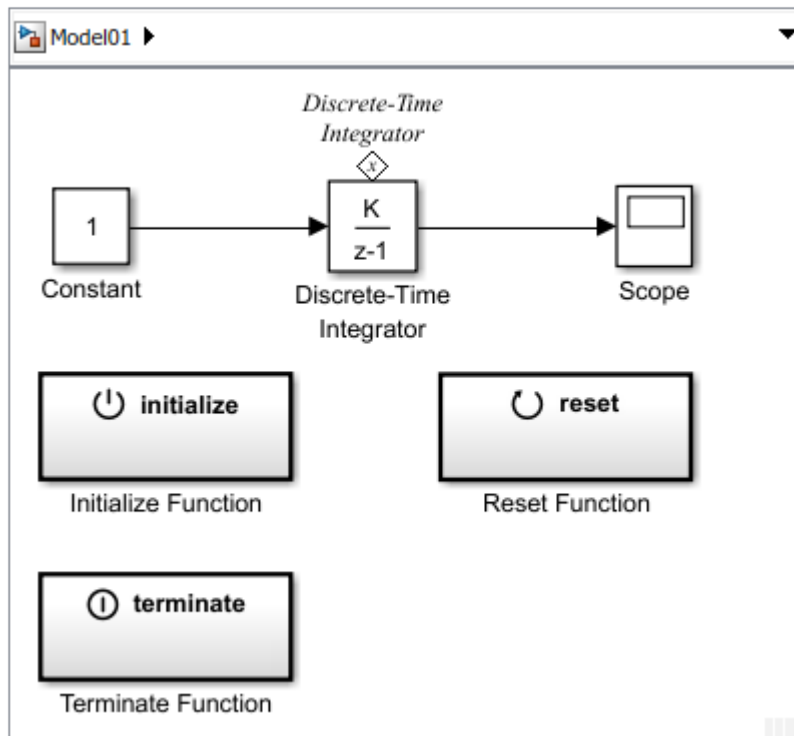 Model01
Discrete-Time
Integrator
x
1
K
z-1
Constant
Discrete-Time
Integrator
Scope
initialize
reset
Initialize Function
Reset Function
terminate
Terminate Function